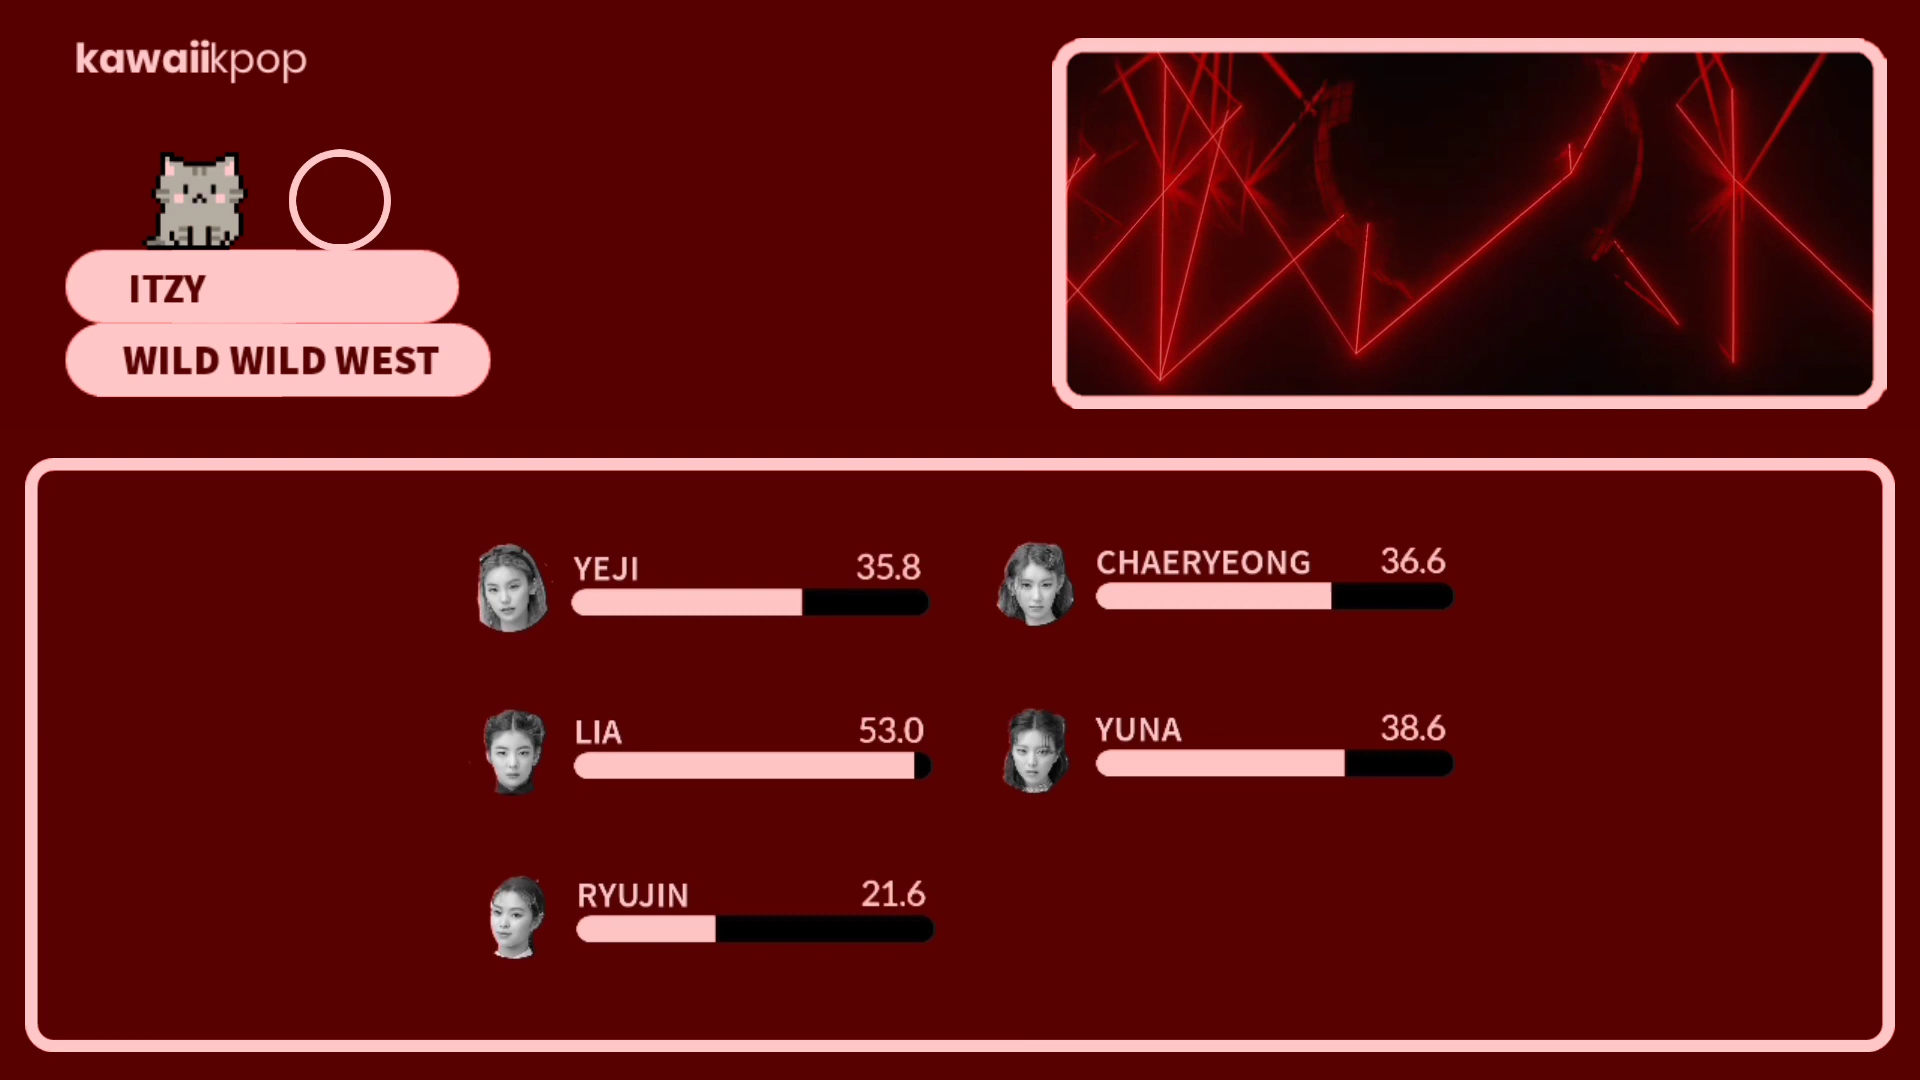 kawaiikpop
ITZY
WILD WILD WEST
YEJI 35.8
CHAERYEONG 36.6
LIA 53.0
YUNA 38.6
RYUJIN 21.6